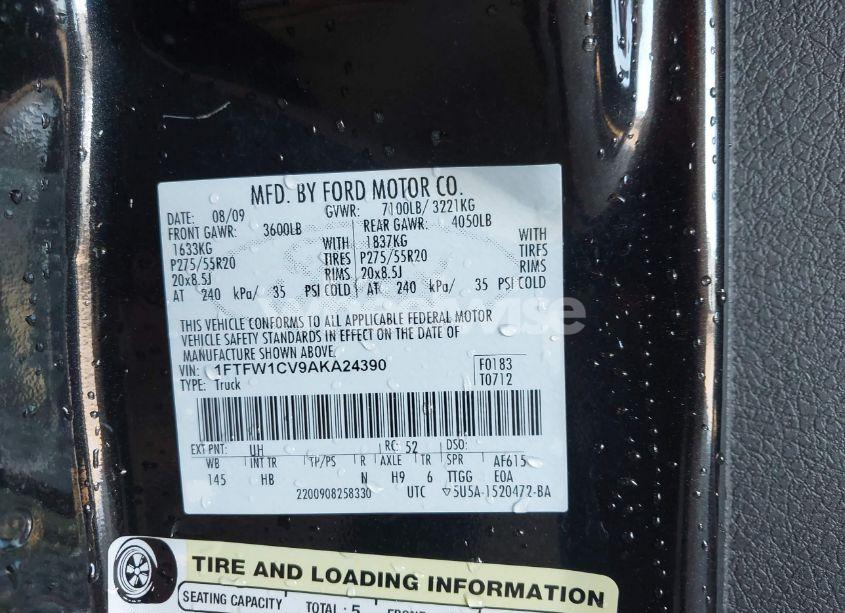 MFD. BY FORD MOTOR CO.
DATE: 08/09 GVWR: 7100LB/ 3221KG
FRONT GAWR: 3600LB REAR GAWR: 4050LB
1633KG WITH 1837KG WITH
P275/55R20 TIRES P275/55R20 TIRES
20x8.5J RIMS 20x8.5J RIMS
AT 240 kPa/ 35 PSI COLD AT 240 kPa/ 35 PSI COLD
THIS VEHICLE CONFORMS TO ALL APPLICABLE FEDERAL MOTOR
VEHICLE SAFETY STANDARDS IN EFFECT ON THE DATE OF
MANUFACTURE SHOWN ABOVE.
VIN: 1FTFW1CV9AKA24390 F0183
TYPE: Truck T0712
EXT PNT: UH RC: 52 DSO:
WB INT TR TP/PS R AXLE TR SPR AF615
145 HB N H9 6 TTGG E0A
2200908258330 UTC ▽5U5A-1520472-BA
TIRE AND LOADING INFORMATION
SEATING CAPACITY TOTAL : 5